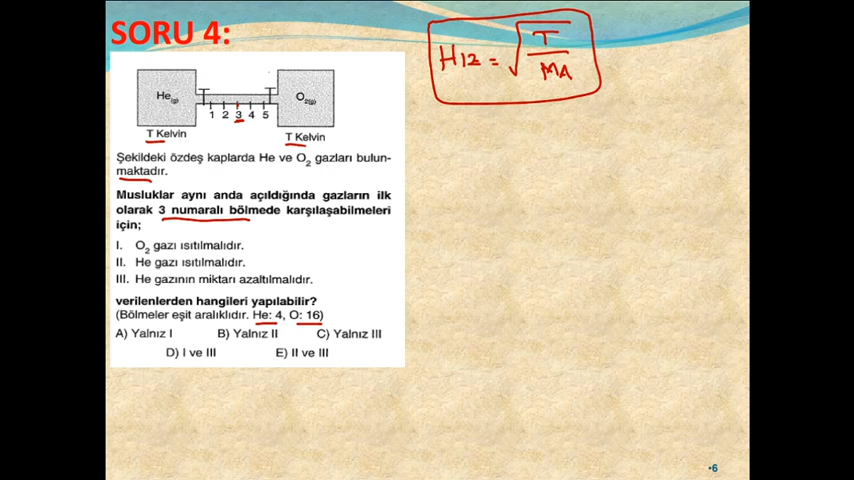 SORU 4:
H12 = √T/MA
He(g)
O2(g)
1 2 3 4 5
T Kelvin
T Kelvin
Şekildeki özdeş kaplarda He ve O2 gazları bulun-
maktadır.
Musluklar aynı anda açıldığında gazların ilk
olarak 3 numaralı bölmede karşılaşabilmeleri
için;
I. O2 gazı ısıtılmalıdır.
II. He gazı ısıtılmalıdır.
III. He gazının miktarı azaltılmalıdır.
verilenlerden hangileri yapılabilir?
(Bölmeler eşit aralıklıdır. He: 4, O: 16)
A) Yalnız I B) Yalnız II C) Yalnız III
D) I ve III E) II ve III
•6